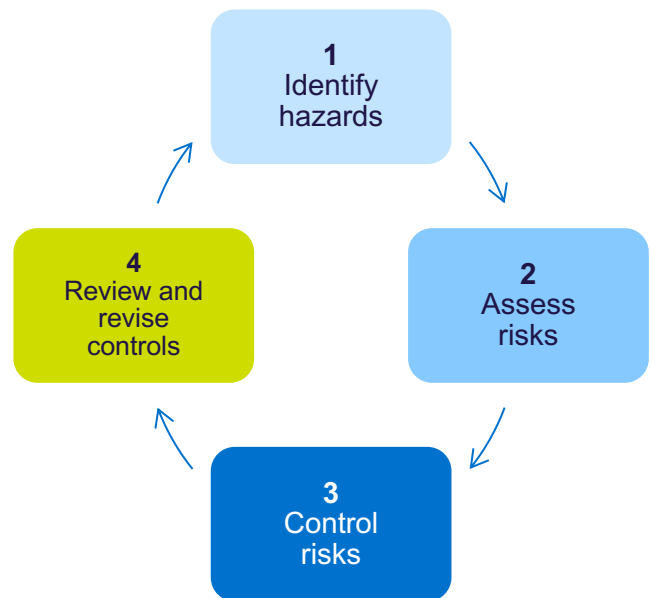 1
Identify
hazards
2
Assess
risks
3
Control
risks
4
Review and
revise
controls